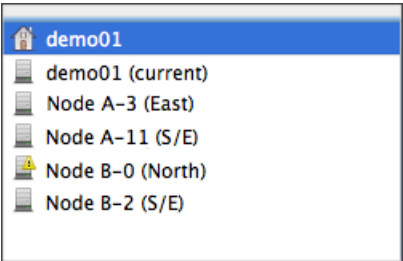 demo01
demo01 (current)
Node A-3 (East)
Node A-11 (S/E)
Node B-0 (North)
Node B-2 (S/E)